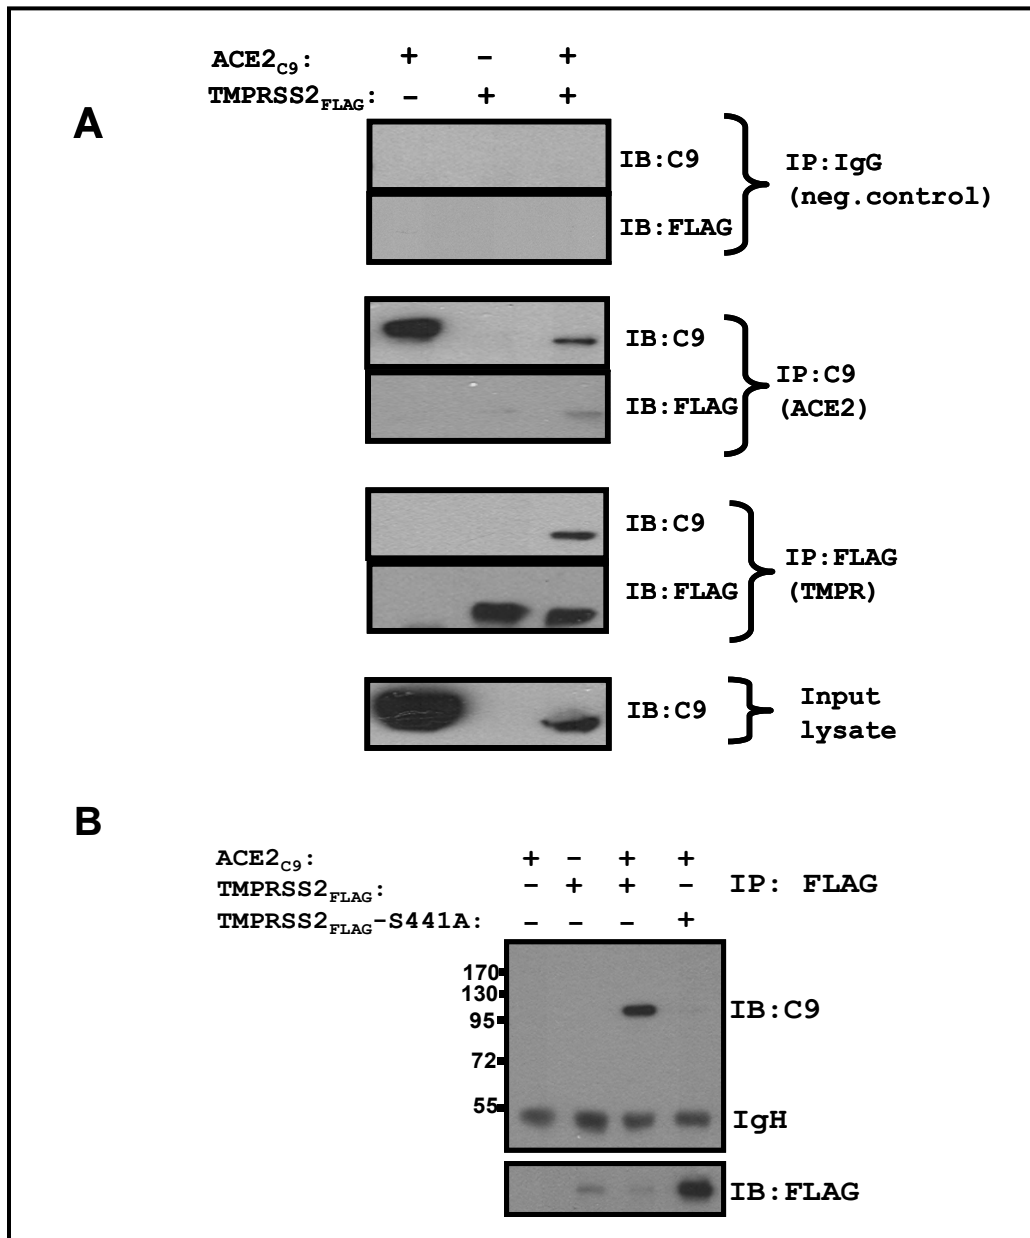 ACE2C9: + – +
TMPRSS2FLAG: – + +
A
IB:C9
IB:FLAG
IP:IgG
(neg.control)
IB:C9
IB:FLAG
IP:C9
(ACE2)
IB:C9
IB:FLAG
IP:FLAG
(TMPR)
IB:C9
Input
lysate
B
ACE2C9: + – + +
TMPRSS2FLAG: – + + –
IP: FLAG
TMPRSS2FLAG-S441A: – – – +
170
130
95
72
55
IB:C9
IgH
IB:FLAG